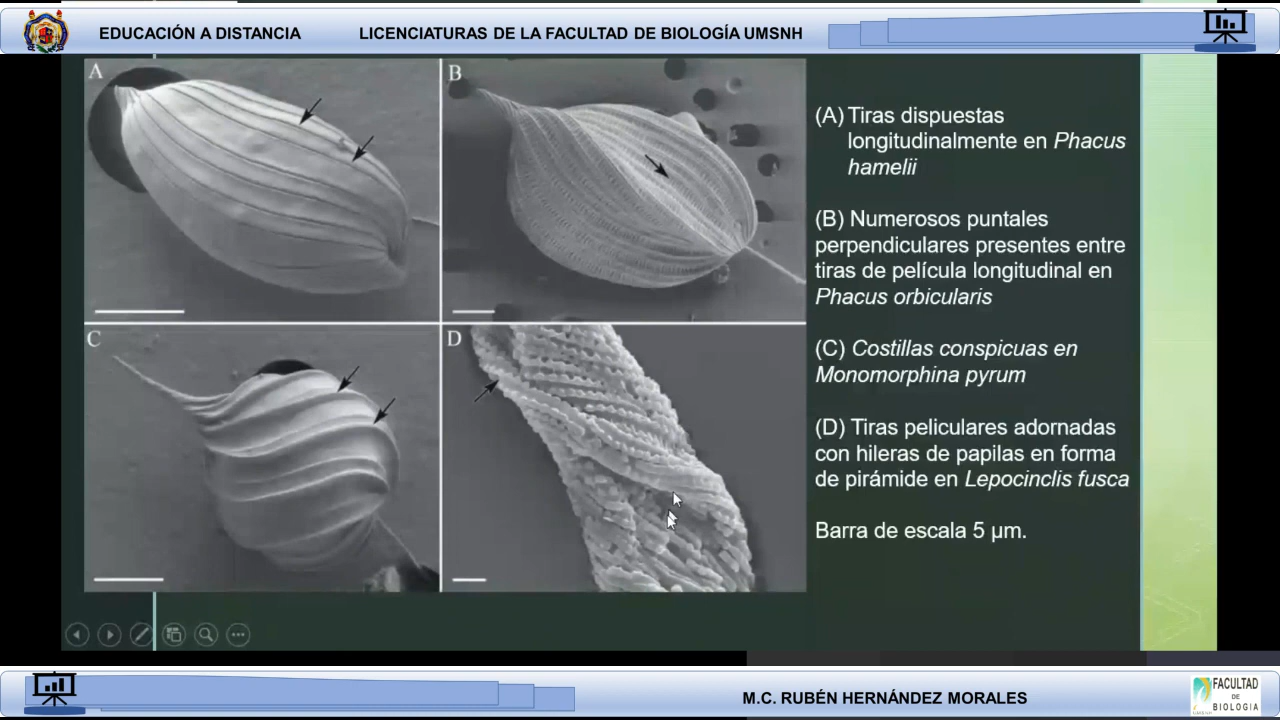 EDUCACIÓN A DISTANCIA LICENCIATURAS DE LA FACULTAD DE BIOLOGÍA UMSNH
A
B
C
D
(A) Tiras dispuestas
longitudinalmente en Phacus
hamelii
(B) Numerosos puntales
perpendiculares presentes entre
tiras de película longitudinal en
Phacus orbicularis
(C) Costillas conspicuas en
Monomorphina pyrum
(D) Tiras peliculares adornadas
con hileras de papilas en forma
de pirámide en Lepocinclis fusca
Barra de escala 5 μm.
M.C. RUBÉN HERNÁNDEZ MORALES
FACULTAD
DE
BIOLOGIA